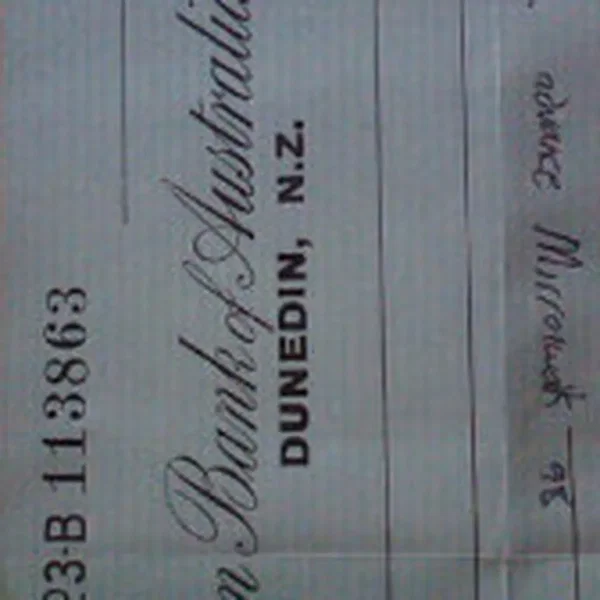 23-B 113863
n Bank of Australia
DUNEDIN, N.Z.
advance
98